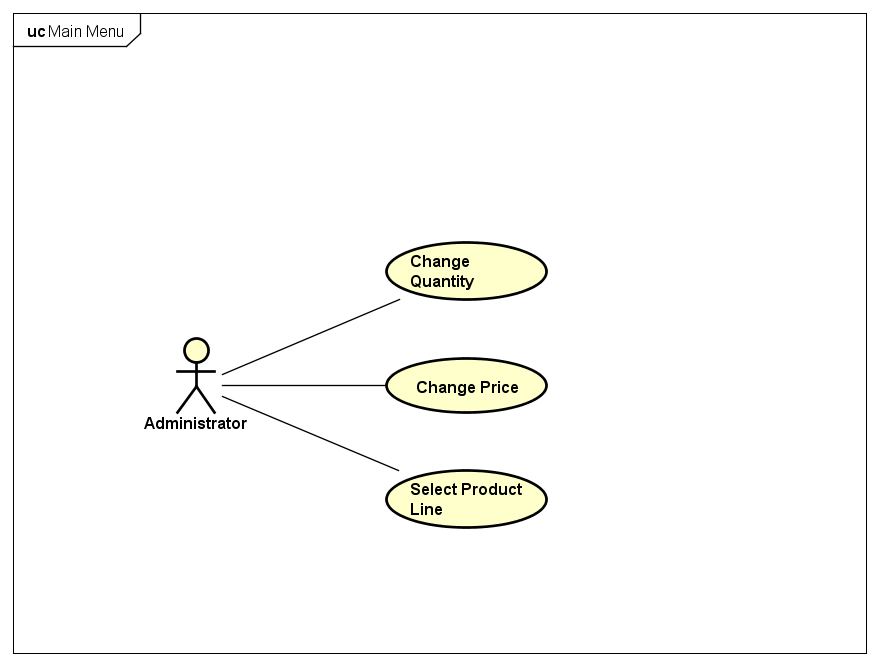 uc Main Menu
Change
Quantity
Change Price
Administrator
Select Product
Line